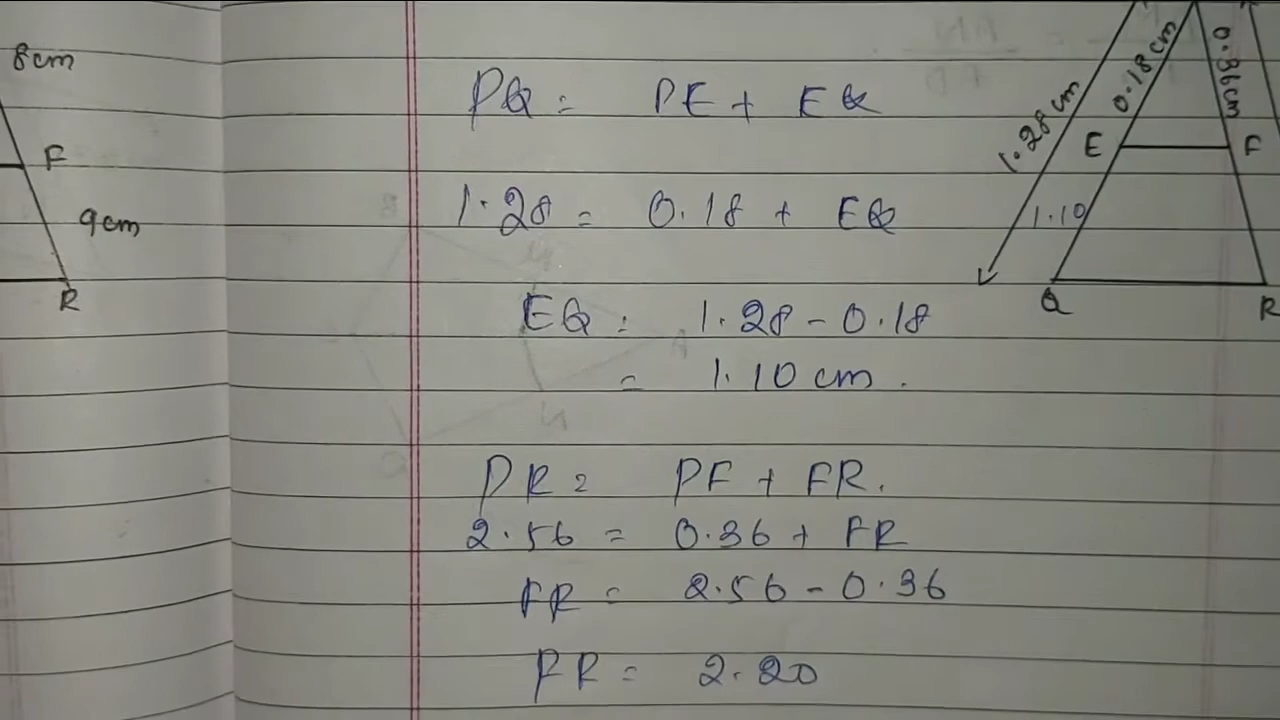 8cm
F
9cm
R
PQ = PE + EQ
1.28 = 0.18 + EQ
EQ = 1.28 - 0.18
= 1.10 cm.
PR = PF + FR.
2.56 = 0.36 + FR
FR = 2.56 - 0.36
FR = 2.20
1.28 cm
0.18 cm
0.36cm
E
F
1.10
Q
R